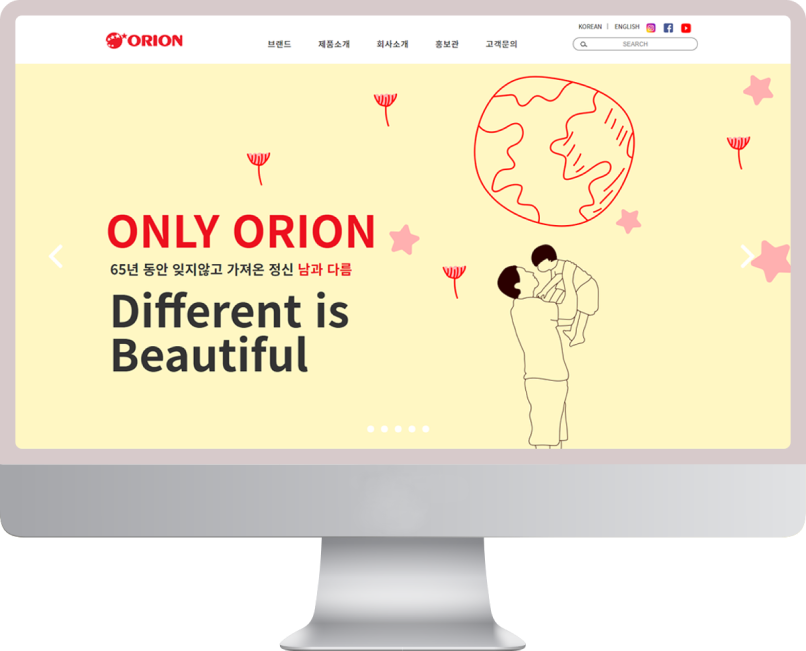 KOREAN | ENGLISH
ORION
브랜드 제품소개 회사소개 홍보관 고객문의
SEARCH
ONLY ORION
65년 동안 잊지않고 가져온 정신 남과 다름
Different is
Beautiful